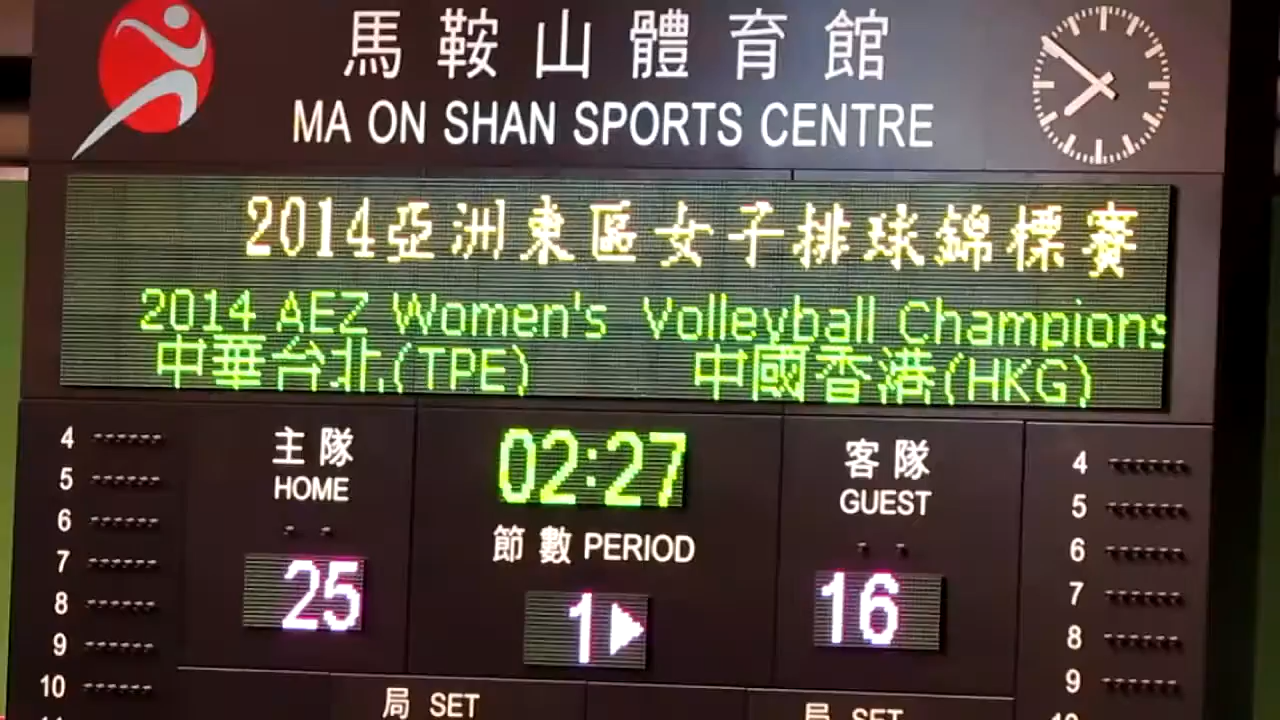 馬鞍山體育館
MA ON SHAN SPORTS CENTRE
2014亞洲東區女子排球錦標賽
2014 AEZ Women's Volleyball Champions
中華台北(TPE) 中國香港(HKG)
主隊 02:27 客隊
HOME GUEST
節數 PERIOD
25 1 16
4 4
5 5
6 6
7 7
8 8
9 9
10 10
局 SET 局 SET